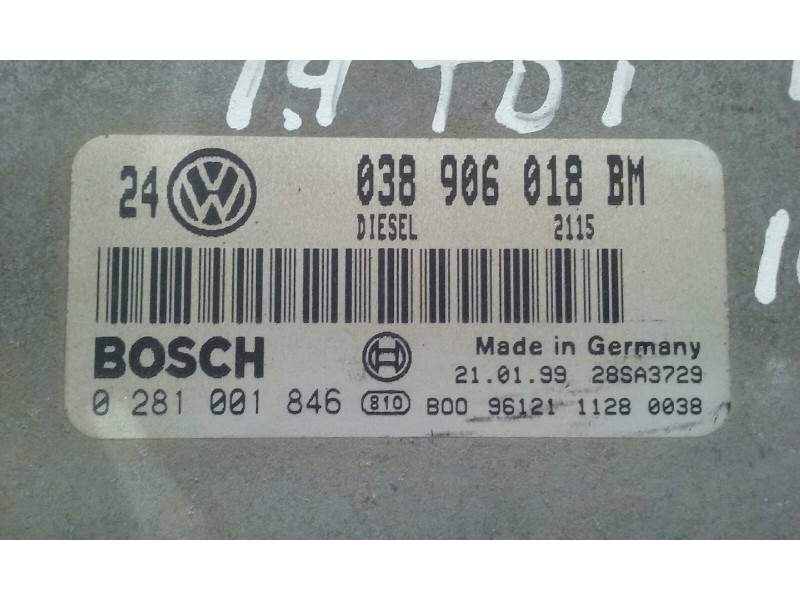 1.9 TDI
24 VW 038 906 018 BM
DIESEL 2115
BOSCH
Made in Germany
21.01.99 28SA3729
0 281 001 846 810 B00 96121 1128 0038